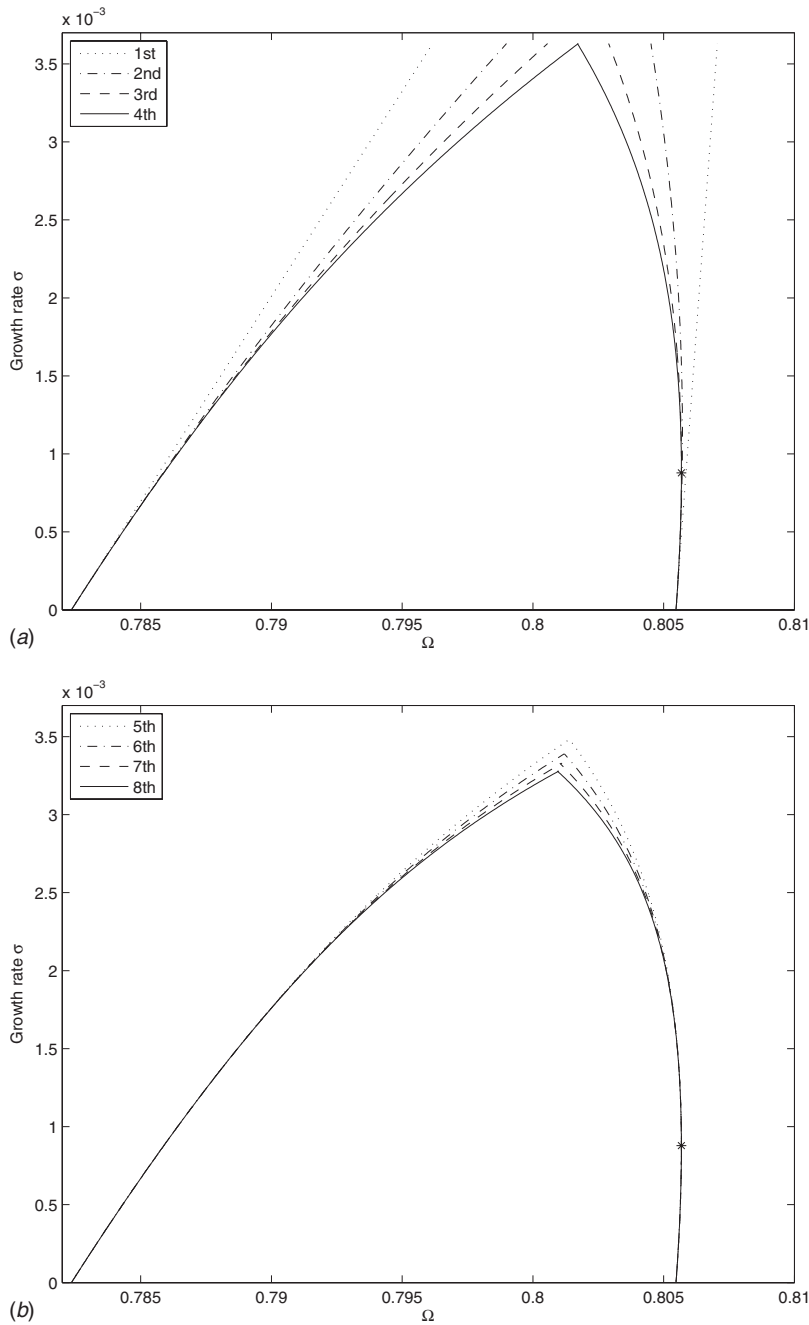 x 10⁻³
3.5
3
2.5
2
1.5
1
0.5
0
Growth rate σ
1st
2nd
3rd
4th
0.785
0.79
0.795
0.8
0.805
0.81
Ω
(a)
x 10⁻³
3.5
3
2.5
2
1.5
1
0.5
0
Growth rate σ
5th
6th
7th
8th
0.785
0.79
0.795
0.8
0.805
0.81
Ω
(b)